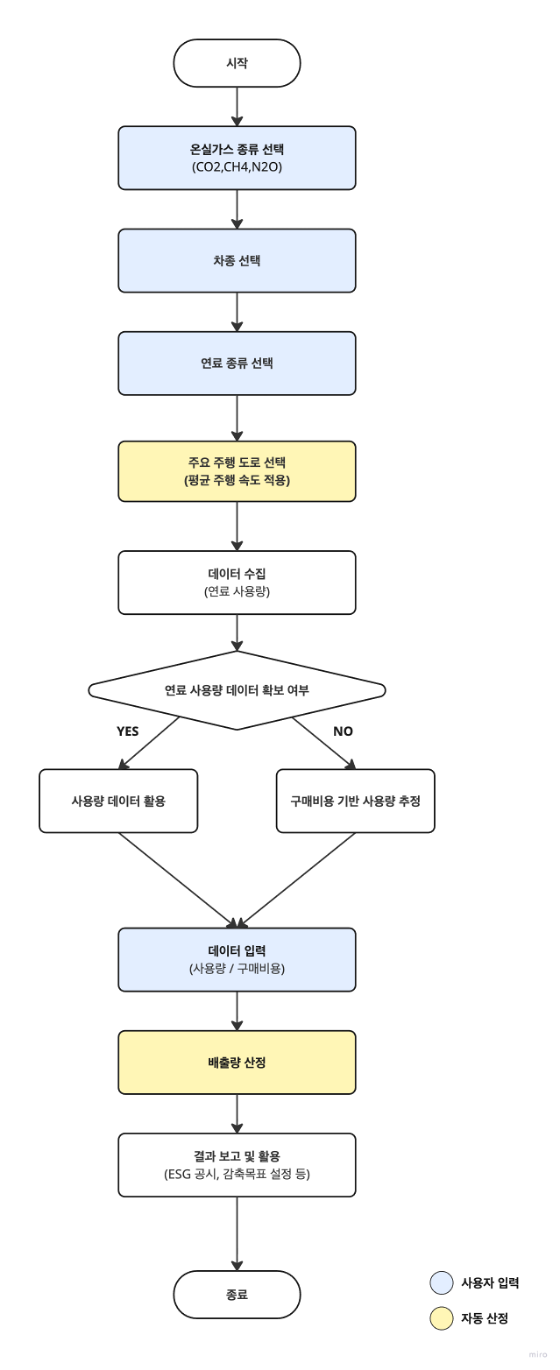 시작
온실가스 종류 선택
(CO2,CH4,N2O)
차종 선택
연료 종류 선택
주요 주행 도로 선택
(평균 주행 속도 적용)
데이터 수집
(연료 사용량)
연료 사용량 데이터 확보 여부
YES
NO
사용량 데이터 활용
구매비용 기반 사용량 추정
데이터 입력
(사용량 / 구매비용)
배출량 산정
결과 보고 및 활용
(ESG 공시, 감축목표 설정 등)
종료
사용자 입력
자동 산정
miro